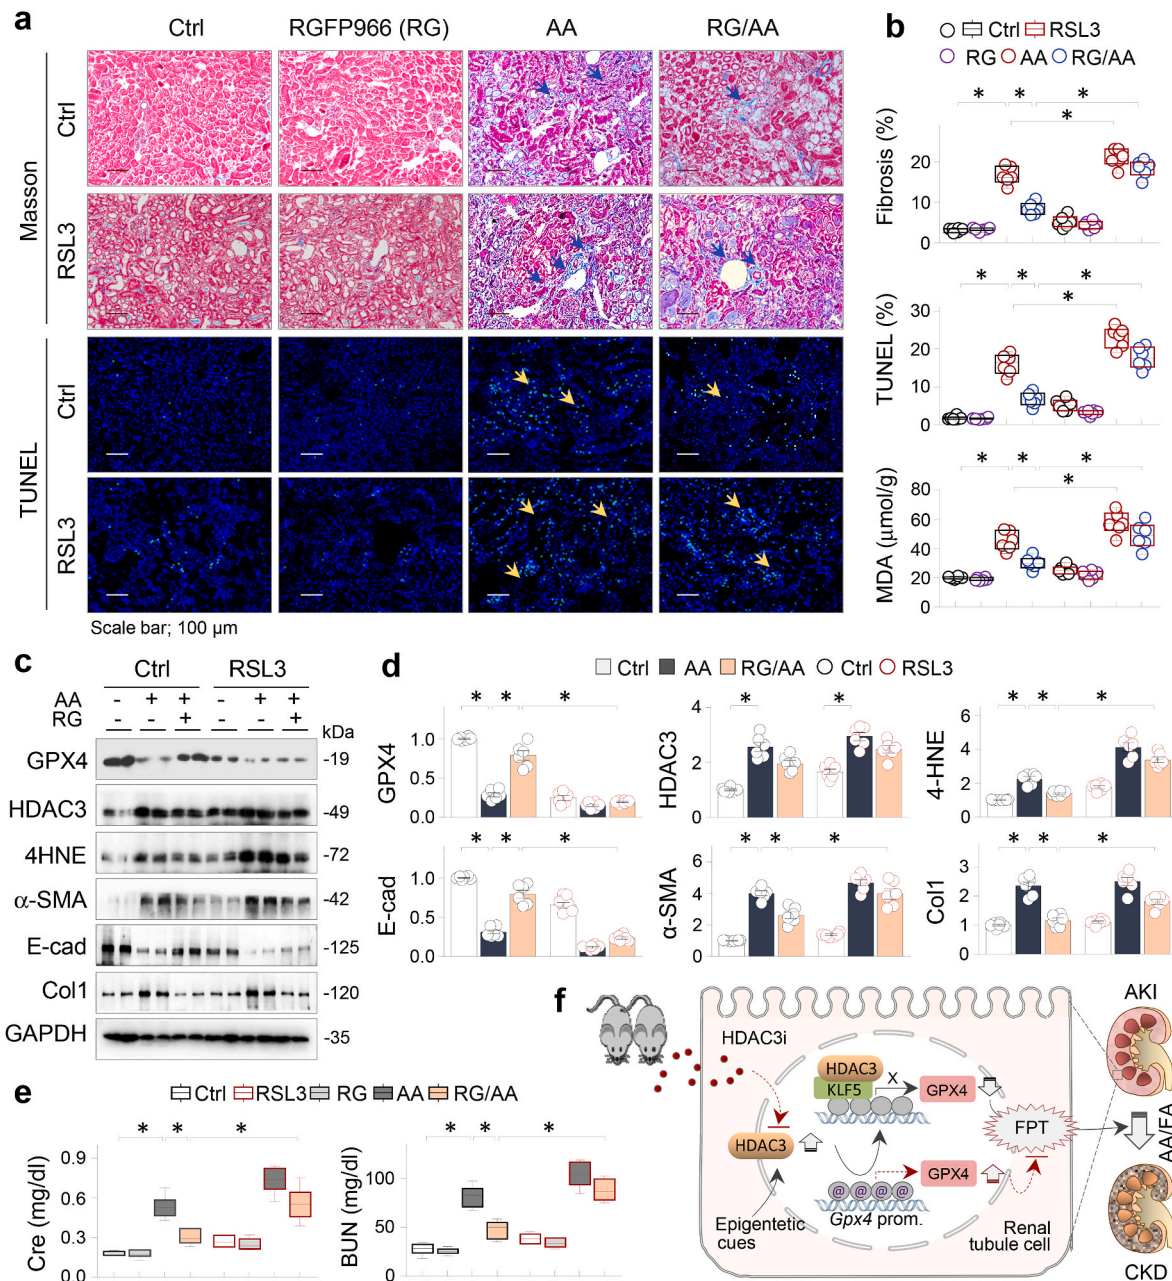 a
Ctrl RGFP966 (RG) AA RG/AA
Masson
Ctrl
RSL3
TUNEL
Ctrl
RSL3
Scale bar; 100 µm
b
Ctrl RSL3
RG AA RG/AA
Fibrosis (%)
* * *
*
20
10
0
TUNEL (%)
* * *
*
30
20
10
0
MDA (µmol/g)
* * *
*
80
60
40
20
0
c
Ctrl RSL3
AA - + + - + +
RG - - + - - +
kDa
GPX4 -19
HDAC3 -49
4HNE -72
α-SMA -42
E-cad -125
Col1 -120
GAPDH -35
d
Ctrl AA RG/AA Ctrl RSL3
GPX4
* * *
1.0
0.5
0.0
HDAC3
* *
4
2
0
4-HNE
* * *
6
4
2
0
E-cad
* * *
1.0
0.5
0.0
α-SMA
* * * *
6
4
2
0
Col1
* * *
3
2
1
0
e
Ctrl RSL3 RG AA RG/AA
Cre (mg/dl)
* * *
0.9
0.6
0.3
0.0
BUN (mg/dl)
* * *
100
50
0
f
HDAC3i
HDAC3
KLF5
X
GPX4
HDAC3
FPT
GPX4
@ @ @ @
Gpx4 prom.
Epigentetic
cues
Renal
tubule cell
AKI
AA/FA
CKD